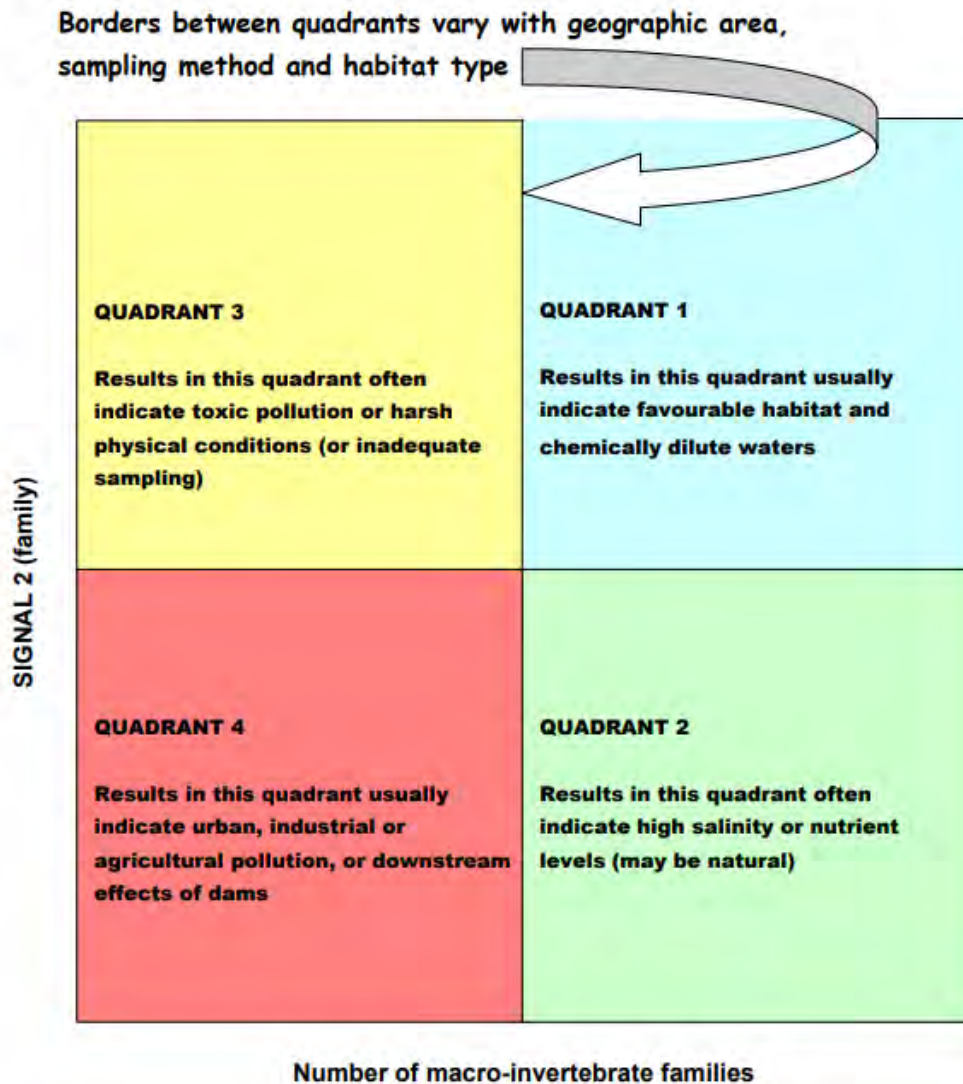 Borders between quadrants vary with geographic area,
sampling method and habitat type
QUADRANT 3
Results in this quadrant often
indicate toxic pollution or harsh
physical conditions (or inadequate
sampling)
QUADRANT 1
Results in this quadrant usually
indicate favourable habitat and
chemically dilute waters
SIGNAL 2 (family)
QUADRANT 4
Results in this quadrant usually
indicate urban, industrial or
agricultural pollution, or downstream
effects of dams
QUADRANT 2
Results in this quadrant often
indicate high salinity or nutrient
levels (may be natural)
Number of macro-invertebrate families